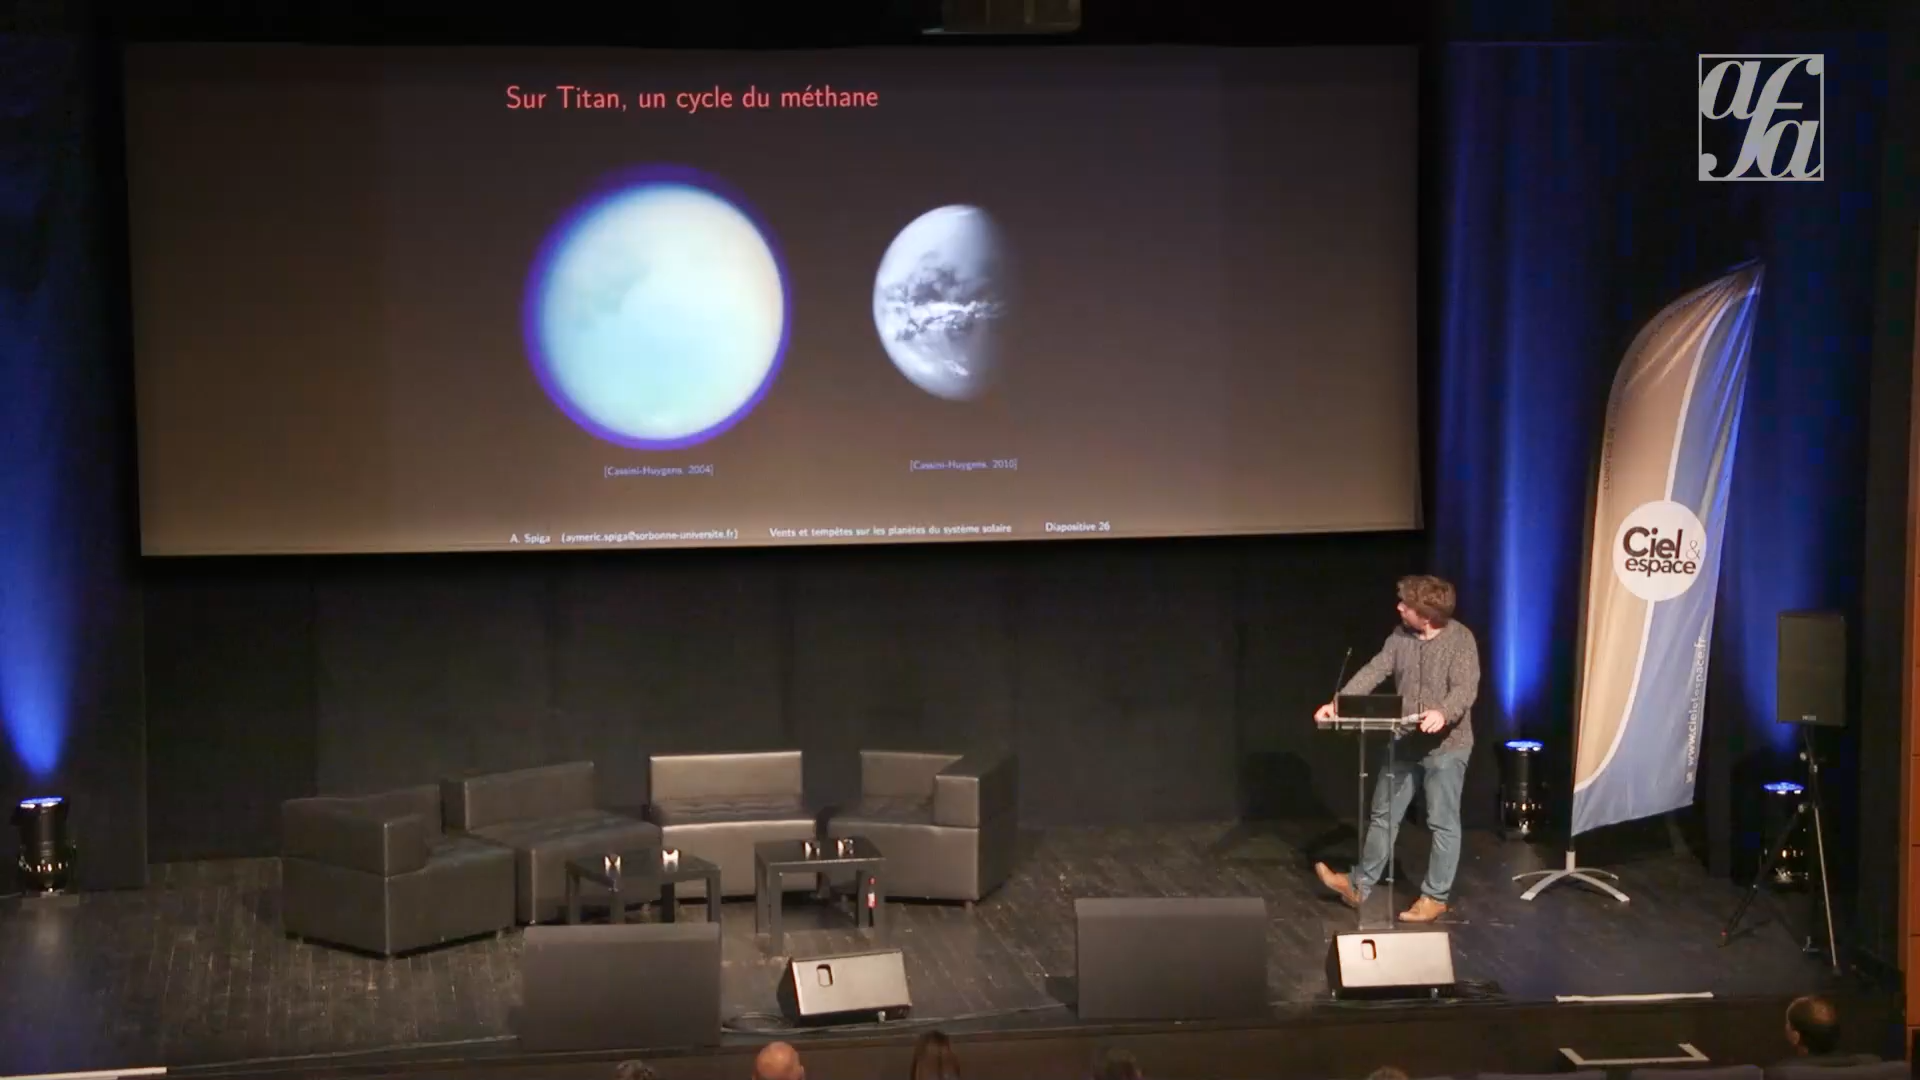 Sur Titan, un cycle du méthane
[Cassini-Huygens, 2004]
[Cassini-Huygens, 2010]
A. Spiga (aymeric.spiga@sorbonne-universite.fr) Vents et tempêtes sur les planètes du système solaire Diapositive 26
afa
Ciel &
espace
www.cieletespace.fr